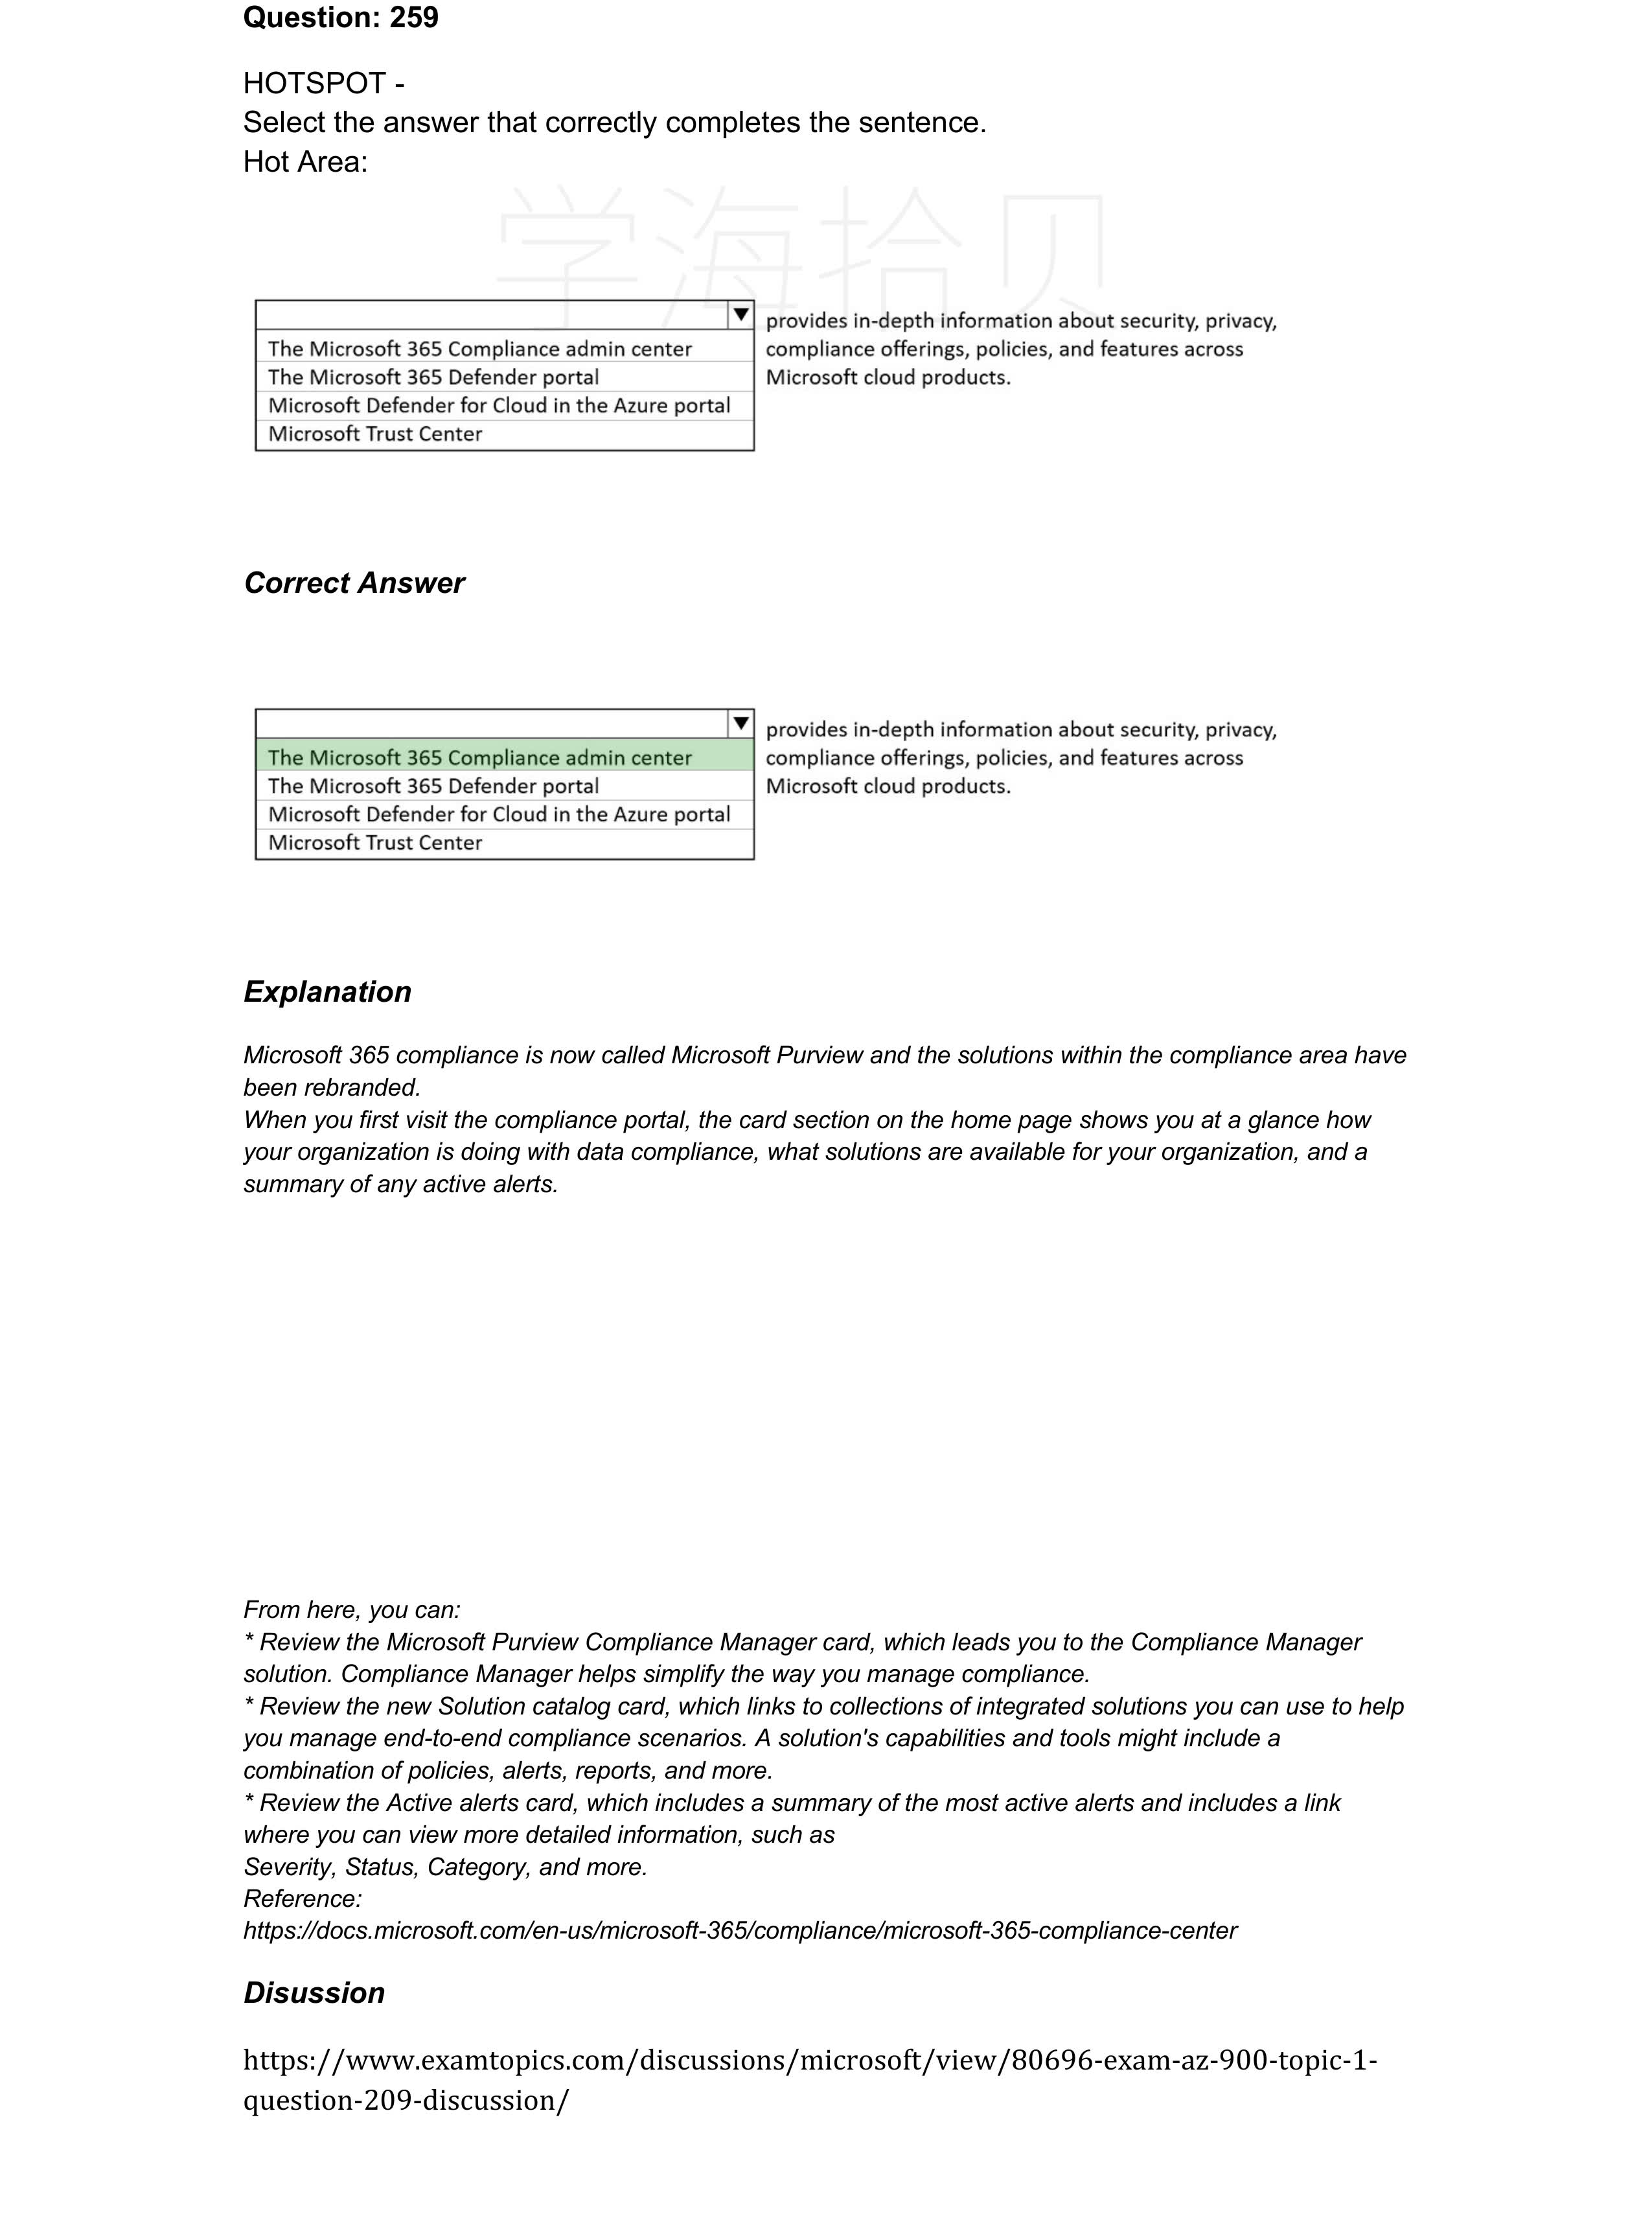 Question: 259
HOTSPOT -
Select the answer that correctly completes the sentence.
Hot Area:
学海拾贝
provides in-depth information about security, privacy,
The Microsoft 365 Compliance admin center compliance offerings, policies, and features across
The Microsoft 365 Defender portal Microsoft cloud products.
Microsoft Defender for Cloud in the Azure portal
Microsoft Trust Center
Correct Answer
provides in-depth information about security, privacy,
The Microsoft 365 Compliance admin center compliance offerings, policies, and features across
The Microsoft 365 Defender portal Microsoft cloud products.
Microsoft Defender for Cloud in the Azure portal
Microsoft Trust Center
Explanation
Microsoft 365 compliance is now called Microsoft Purview and the solutions within the compliance area have
been rebranded.
When you first visit the compliance portal, the card section on the home page shows you at a glance how
your organization is doing with data compliance, what solutions are available for your organization, and a
summary of any active alerts.
From here, you can:
* Review the Microsoft Purview Compliance Manager card, which leads you to the Compliance Manager
solution. Compliance Manager helps simplify the way you manage compliance.
* Review the new Solution catalog card, which links to collections of integrated solutions you can use to help
you manage end-to-end compliance scenarios. A solution's capabilities and tools might include a
combination of policies, alerts, reports, and more.
* Review the Active alerts card, which includes a summary of the most active alerts and includes a link
where you can view more detailed information, such as
Severity, Status, Category, and more.
Reference:
https://docs.microsoft.com/en-us/microsoft-365/compliance/microsoft-365-compliance-center
Disussion
https://www.examtopics.com/discussions/microsoft/view/80696-exam-az-900-topic-1-
question-209-discussion/